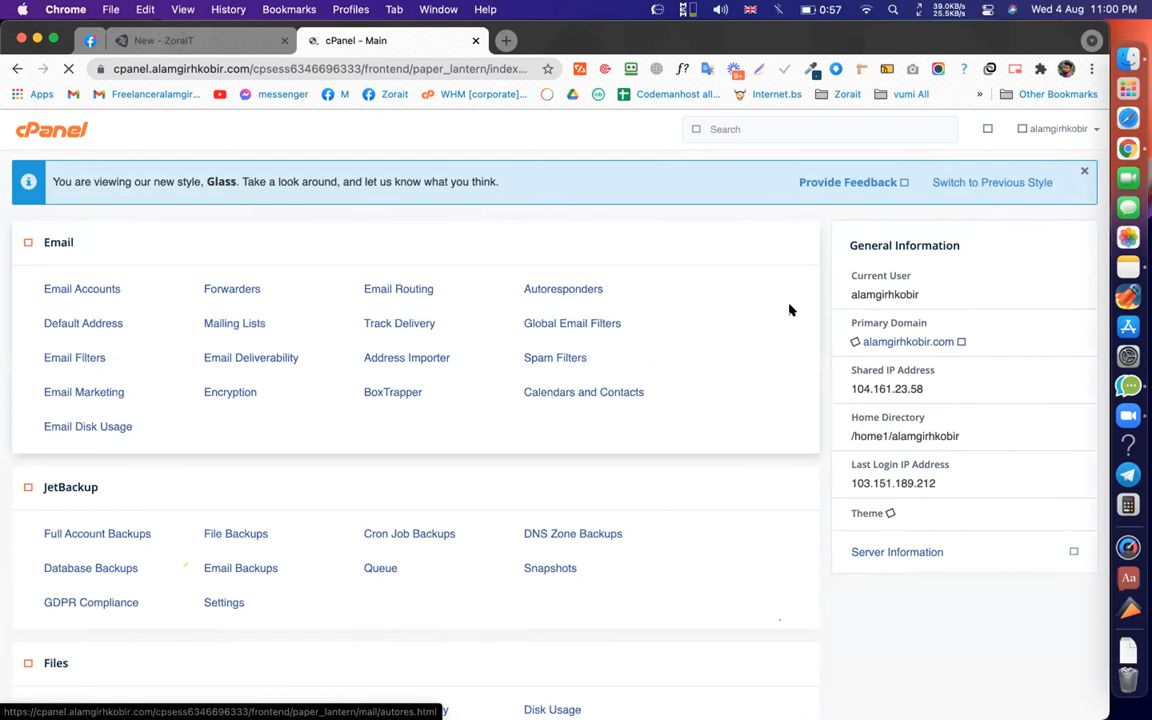 Chrome File Edit View History Bookmarks Profiles Tab Window Help 0:57 39.0KB/s 25.5KB/s Wed 4 Aug 11:00 PM
New - ZoraIT cPanel - Main
cpanel.alamgirhkobir.com/cpsess6346696333/frontend/paper_lantern/index...
Apps Freelanceralamgir... messenger M Zorait WHM [corporate]... Codemanhost all... Internet.bs Zorait vumi All » Other Bookmarks
cPanel Search alamgirhkobir
You are viewing our new style, Glass. Take a look around, and let us know what you think. Provide Feedback Switch to Previous Style
Email
Email Accounts Forwarders Email Routing Autoresponders
Default Address Mailing Lists Track Delivery Global Email Filters
Email Filters Email Deliverability Address Importer Spam Filters
Email Marketing Encryption BoxTrapper Calendars and Contacts
Email Disk Usage
General Information
Current User
alamgirhkobir
Primary Domain
alamgirhkobir.com
Shared IP Address
104.161.23.58
Home Directory
/home1/alamgirhkobir
Last Login IP Address
103.151.189.212
Theme
Server Information
JetBackup
Full Account Backups File Backups Cron Job Backups DNS Zone Backups
Database Backups Email Backups Queue Snapshots
GDPR Compliance Settings
Files
Disk Usage
https://cpanel.alamgirhkobir.com/cpsess6346696333/frontend/paper_lantern/mail/autores.html